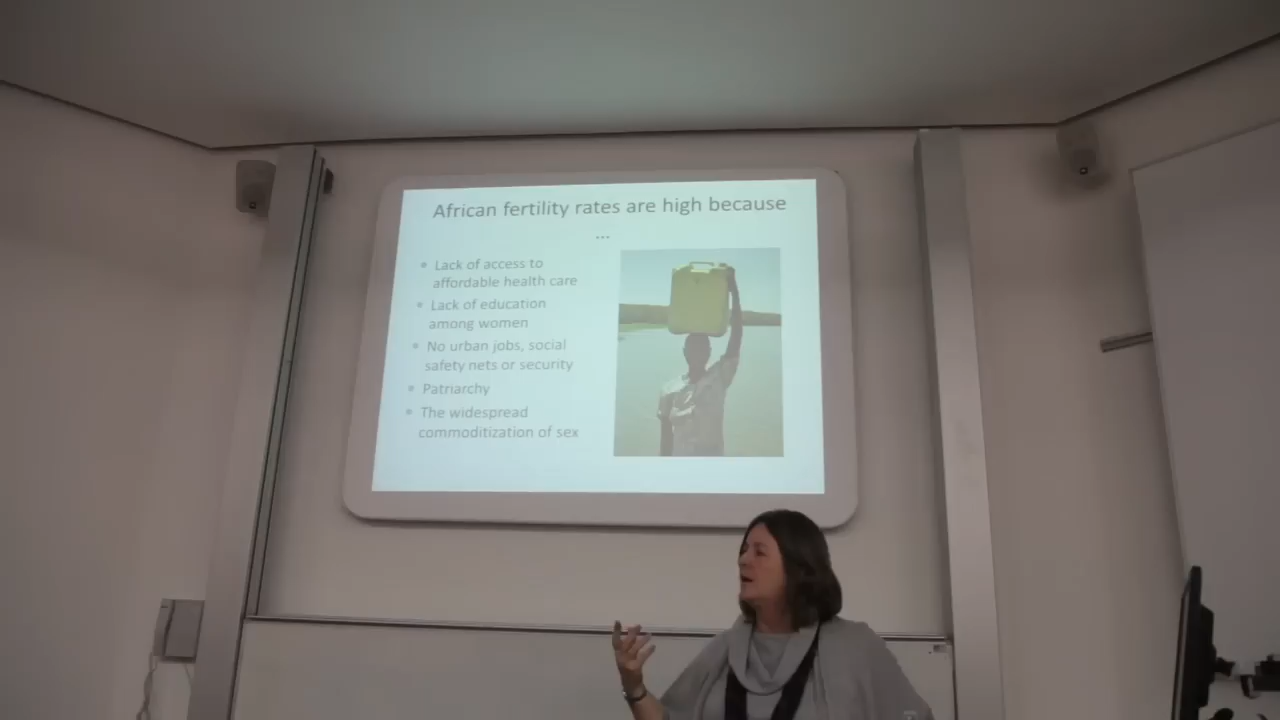 African fertility rates are high because
...
• Lack of access to
affordable health care
• Lack of education
among women
• No urban jobs, social
safety nets or security
• Patriarchy
• The widespread
commoditization of sex